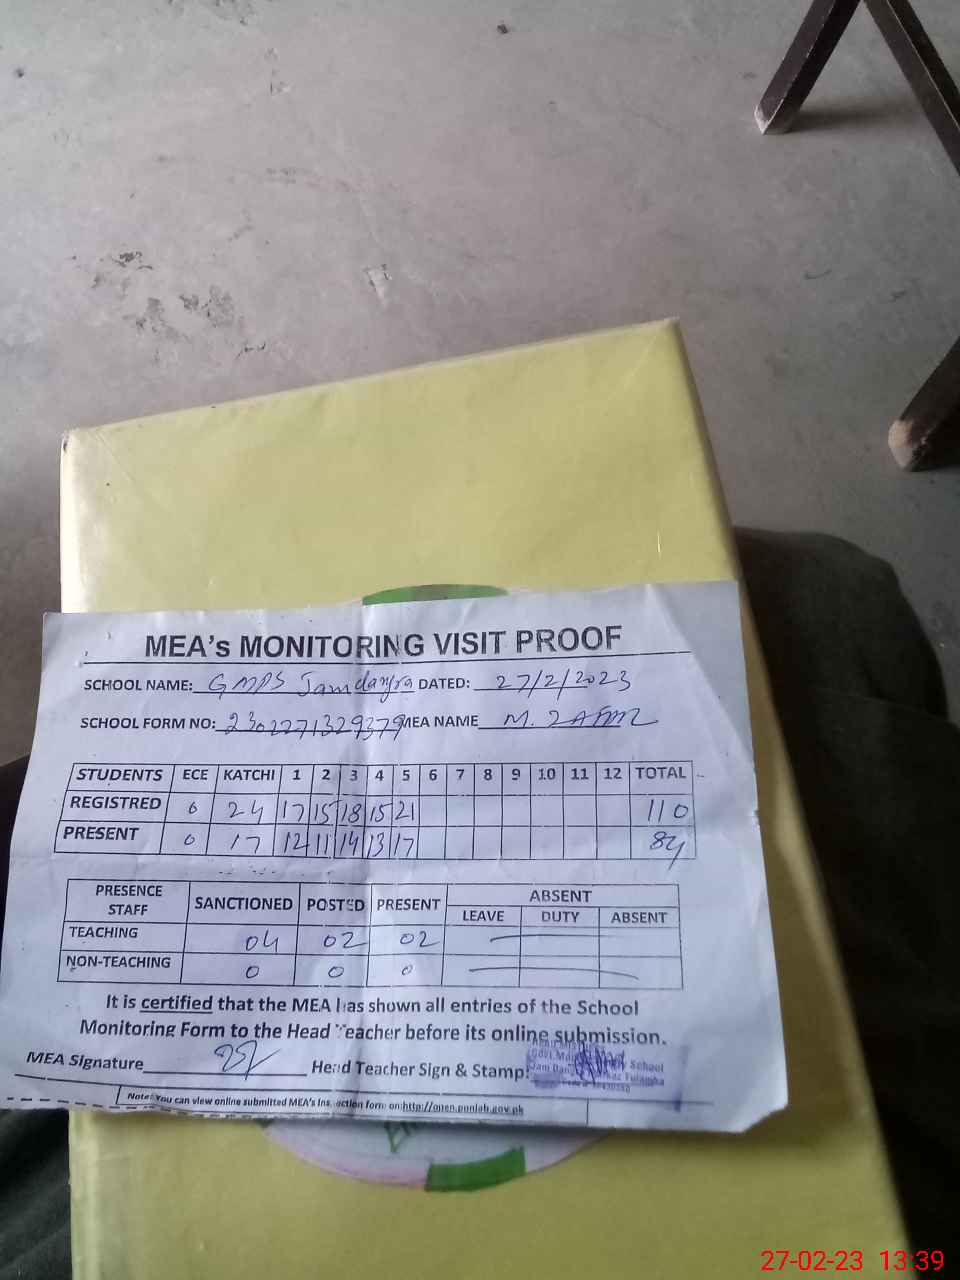 MEA's MONITORING VISIT PROOF
SCHOOL NAME: GMPS DATED: 27/2/2023
SCHOOL FORM NO: 2302271329379 MEA NAME M. ZAFAR
STUDENTS ECE KATCHI 1 2 3 4 5 6 7 8 9 10 11 12 TOTAL
REGISTRED 0 24 17 15 18 15 21 110
PRESENT 0 17 12 11 14 13 17 84
PRESENCE STAFF SANCTIONED POSTED PRESENT ABSENT
LEAVE DUTY ABSENT
TEACHING 04 02 02
NON-TEACHING 0 0 0
It is certified that the MEA has shown all entries of the School
Monitoring Form to the Head Teacher before its online submission.
MEA Signature Head Teacher Sign & Stamp:
School
Jam Tulamba
Note: You can view online submitted MEA's Inspection form on:http://open.punjab.gov.pk
27-02-23 13:39